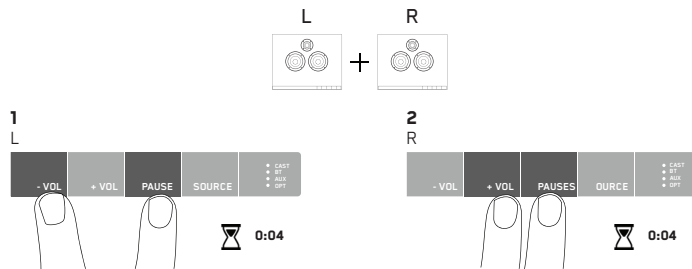 L R
1
L
- VOL + VOL PAUSE SOURCE
CAST
BT
AUX
OPT
0:04
2
R
- VOL + VOL PAUSES OURCE
CAST
BT
AUX
OPT
0:04